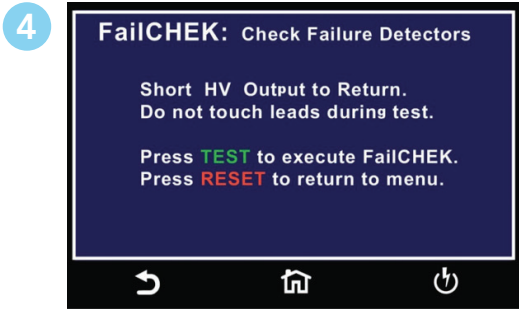 4
FailCHEK: Check Failure Detectors
Short HV Output to Return.
Do not touch leads during test.
Press TEST to execute FailCHEK.
Press RESET to return to menu.